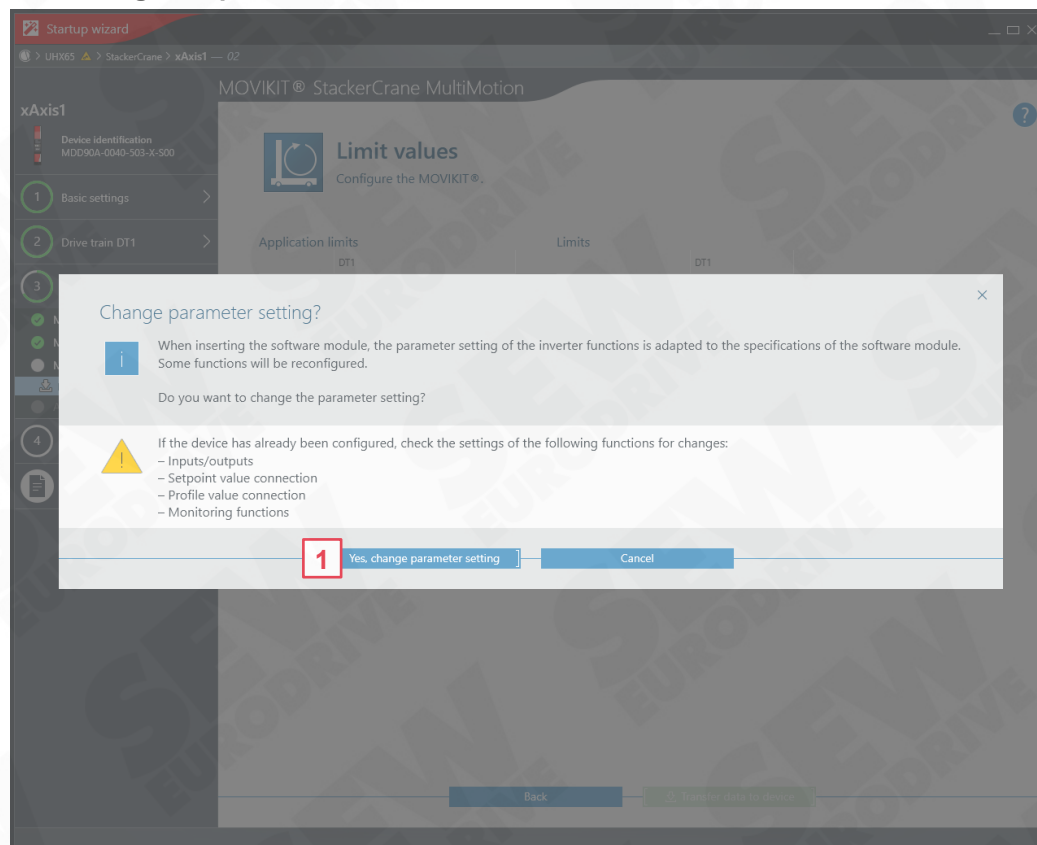 Startup wizard
> UHX65 > StackerCrane > xAxis1 — 02
MOVIKIT® StackerCrane MultiMotion
xAxis1
?
Device identification
MDD90A-0040-503-X-S00
Limit values
Configure the MOVIKIT®.
1 Basic settings >
2 Drive train DT1 >
Application limits
Limits
DT1
DT1
3
Change parameter setting?
i
When inserting the software module, the parameter setting of the inverter functions is adapted to the specifications of the software module.
Some functions will be reconfigured.
Do you want to change the parameter setting?
4
If the device has already been configured, check the settings of the following functions for changes:
– Inputs/outputs
– Setpoint value connection
– Profile value connection
– Monitoring functions
1
Yes, change parameter setting
Cancel
Back
Transfer data to device
SEW
EURODRIVE